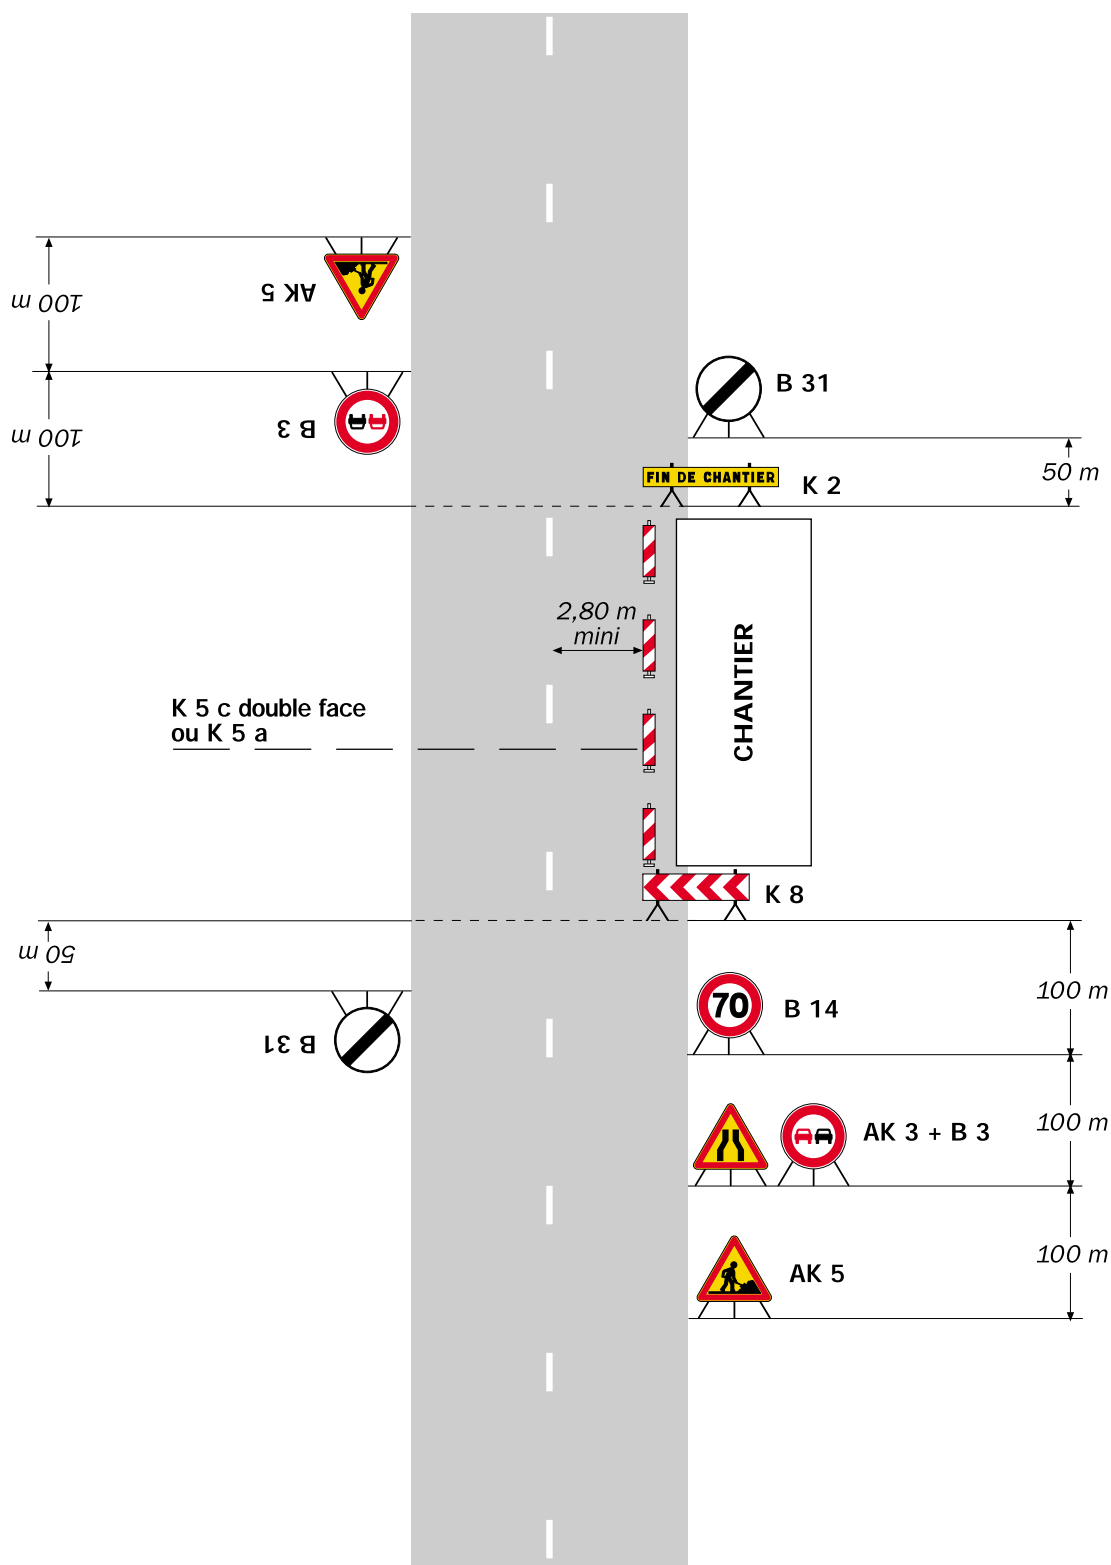 AK 5
100 m
B 3
100 m
B 31
50 m
FIN DE CHANTIER
K 2
2,80 m
mini
CHANTIER
K 5 c double face
ou K 5 a
K 8
50 m
B 31
70
B 14
100 m
AK 3 + B 3
100 m
AK 5
100 m